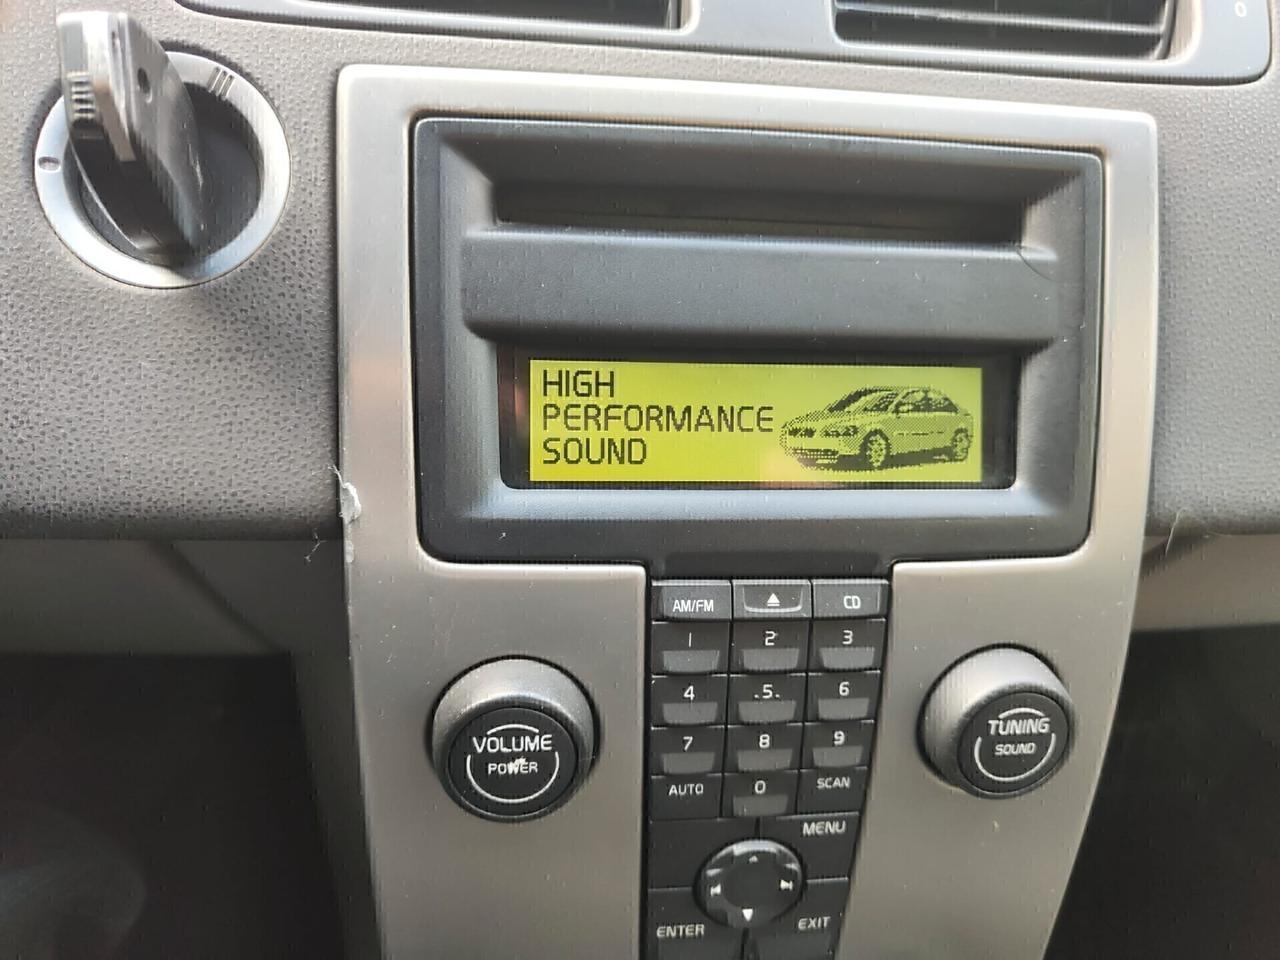 0
HIGH
PERFORMANCE
SOUND
AM/FM
CD
1
2
3
4
.5.
6
7
8
9
AUTO
0
SCAN
VOLUME
POWER
TUNING
SOUND
MENU
ENTER
EXIT